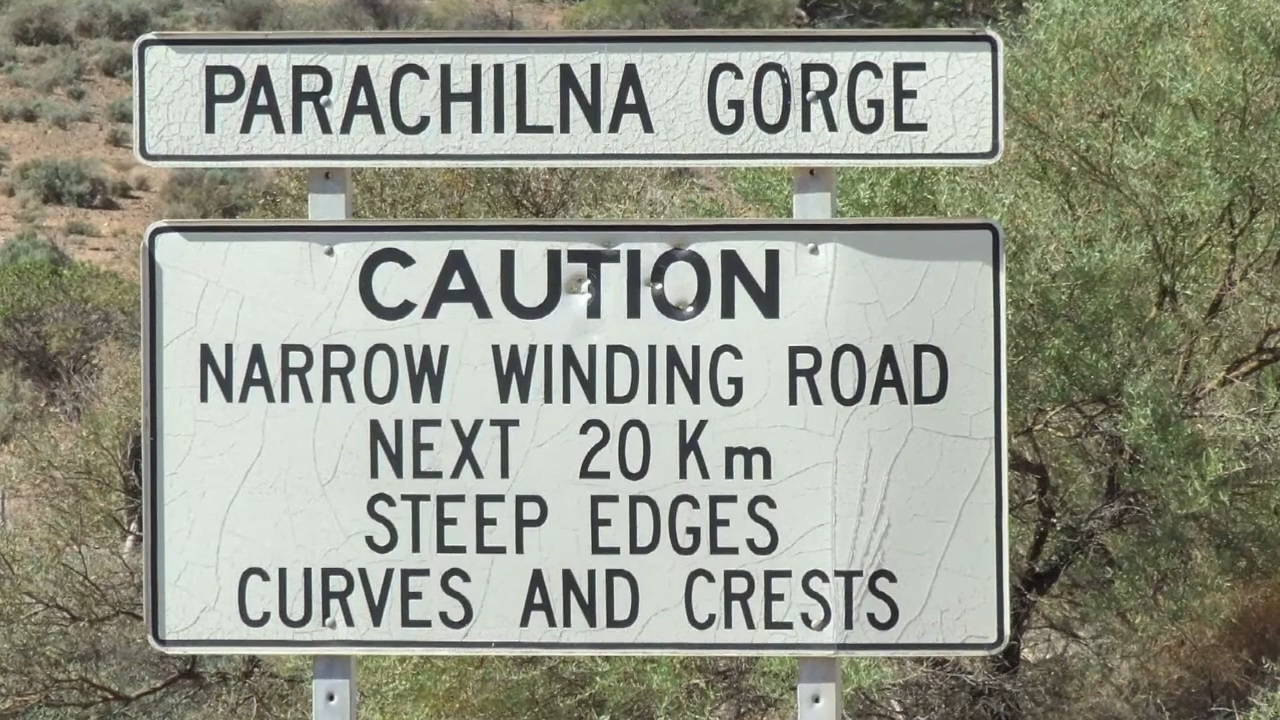 PARACHILNA GORGE
CAUTION
NARROW WINDING ROAD
NEXT 20 Km
STEEP EDGES
CURVES AND CRESTS